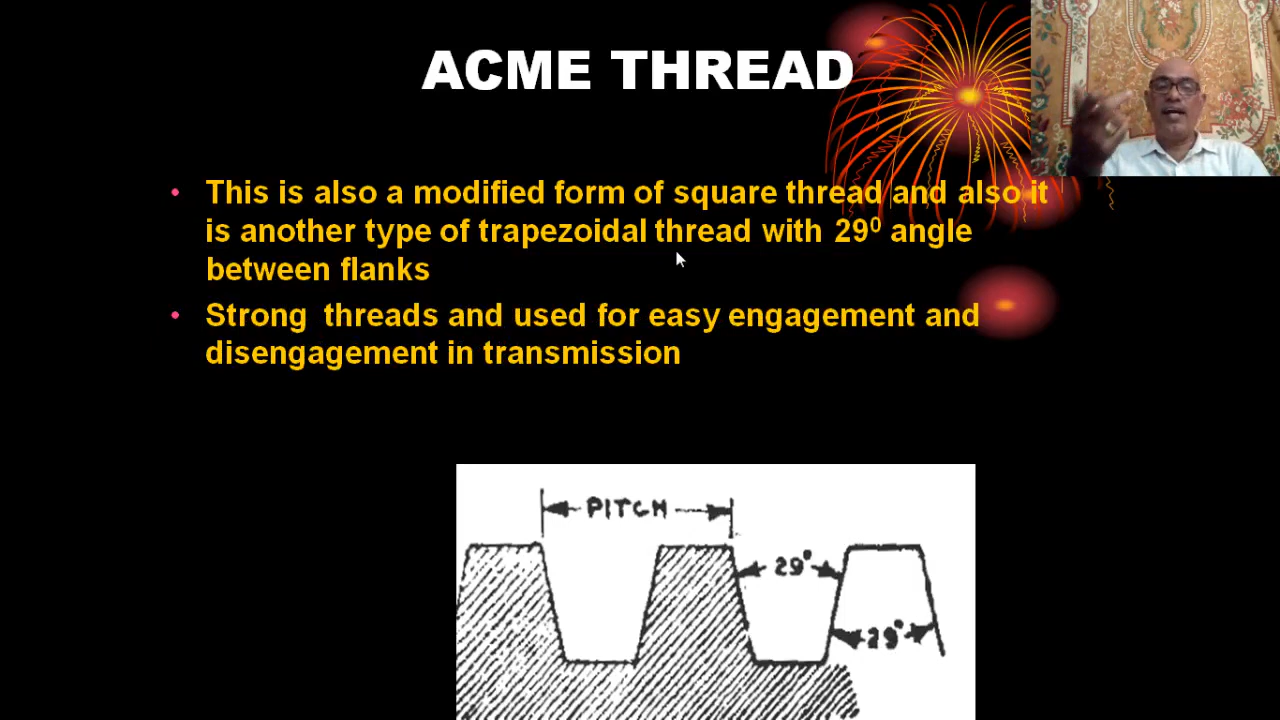 ACME THREAD
• This is also a modified form of square thread and also it
is another type of trapezoidal thread with 29⁰ angle
between flanks
• Strong threads and used for easy engagement and
disengagement in transmission
PITCH
29°
29°